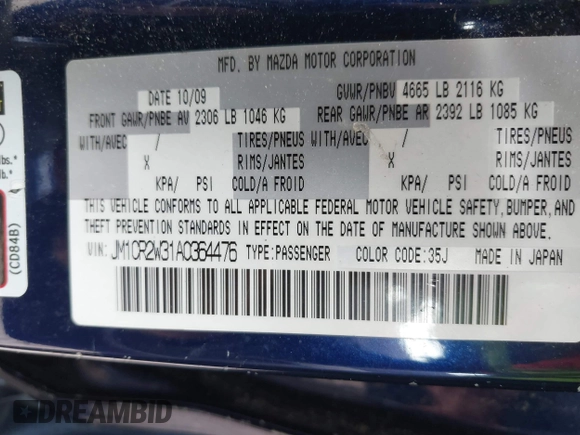 MFD. BY MAZDA MOTOR CORPORATION
DATE 10/09 GVWR/PNBV 4665 LB 2116 KG
FRONT GAWR/PNBE AV 2306 LB 1046 KG REAR GAWR/PNBE AR 2392 LB 1085 KG
WITH/AVEC / TIRES/PNEUS WITH/AVEC / TIRES/PNEUS
X RIMS/JANTES X RIMS/JANTES
KPA/ PSI COLD/A FROID KPA/ PSI COLD/A FROID
THIS VEHICLE CONFORMS TO ALL APPLICABLE FEDERAL MOTOR VEHICLE SAFETY, BUMPER, AND
THEFT PREVENTION STANDARDS IN EFFECT ON THE DATE OF MANUFACTURE SHOWN ABOVE.
VIN: JM1CR2W31A0364476 TYPE:PASSENGER COLOR CODE:35J MADE IN JAPAN
lbs.*
lb.*
(CD84B)
DREAMBID